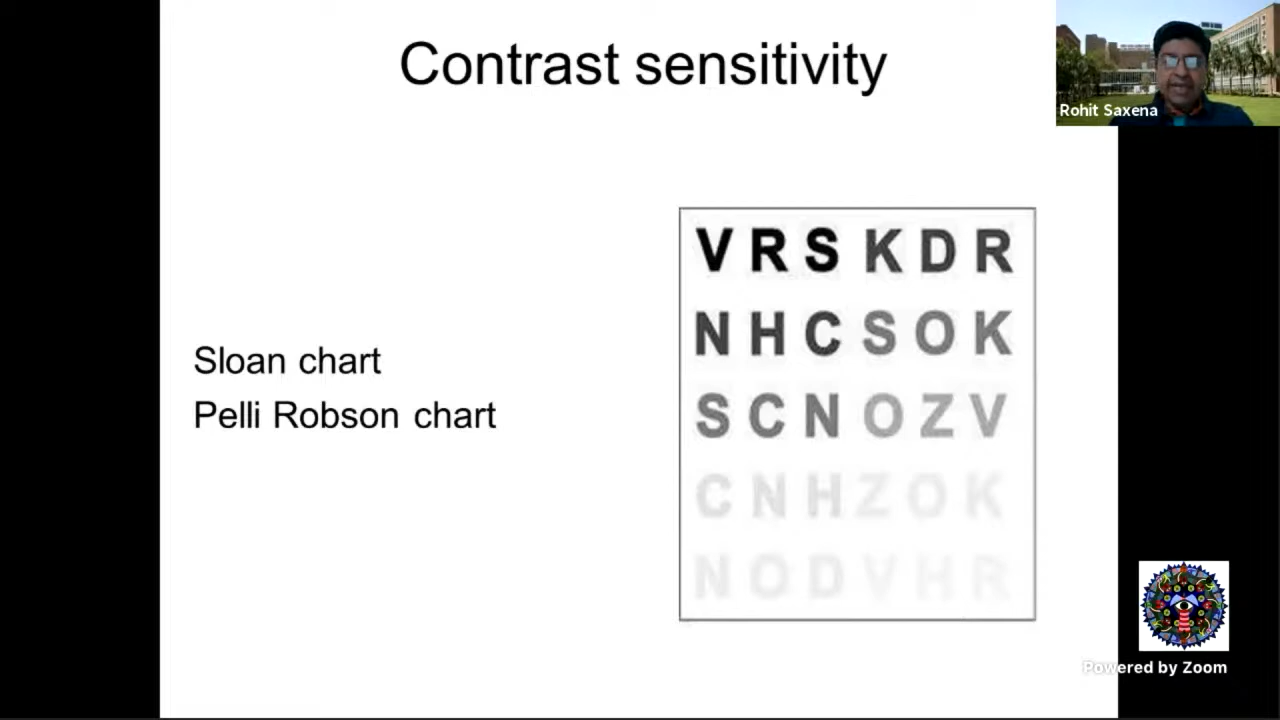 Contrast sensitivity
Rohit Saxena
Sloan chart
Pelli Robson chart
V R S K D R
N H C S O K
S C N O Z V
C N H Z O K
N O D V H R
Powered by Zoom